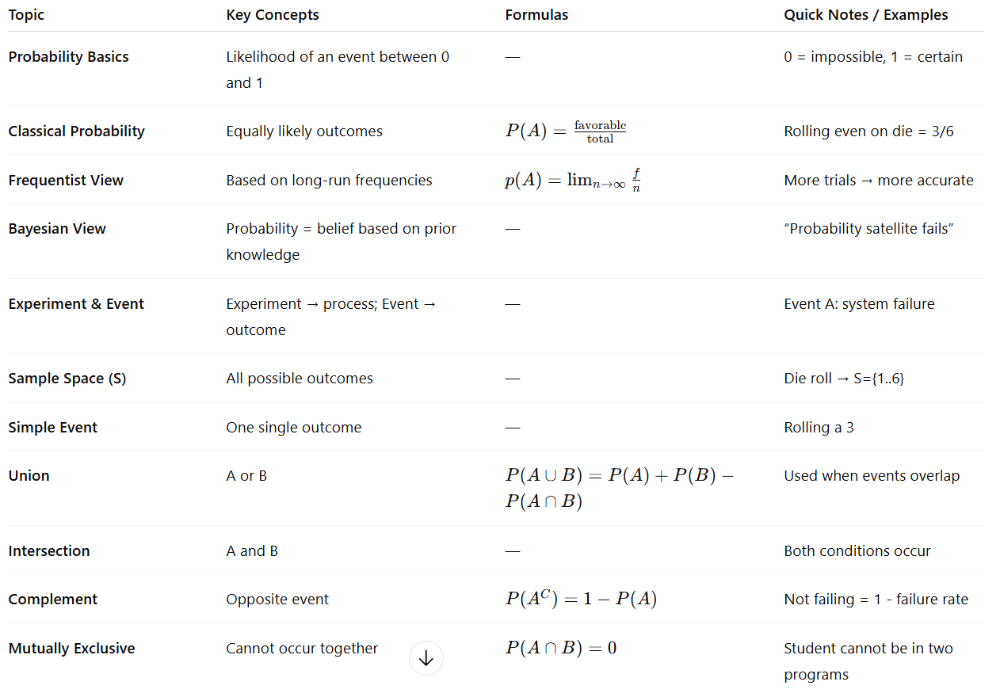 Topic Key Concepts Formulas Quick Notes / Examples
Probability Basics Likelihood of an event between 0 — 0 = impossible, 1 = certain
and 1
Classical Probability Equally likely outcomes P(A) = favorable/total Rolling even on die = 3/6
Frequentist View Based on long-run frequencies p(A) = lim n→∞ f/n More trials → more accurate
Bayesian View Probability = belief based on prior — “Probability satellite fails”
knowledge
Experiment & Event Experiment → process; Event → — Event A: system failure
outcome
Sample Space (S) All possible outcomes — Die roll → S={1..6}
Simple Event One single outcome — Rolling a 3
Union A or B P(A ∪ B) = P(A) + P(B) − Used when events overlap
P(A ∩ B)
Intersection A and B — Both conditions occur
Complement Opposite event P(A^C) = 1 − P(A) Not failing = 1 - failure rate
Mutually Exclusive Cannot occur together P(A ∩ B) = 0 Student cannot be in two
programs